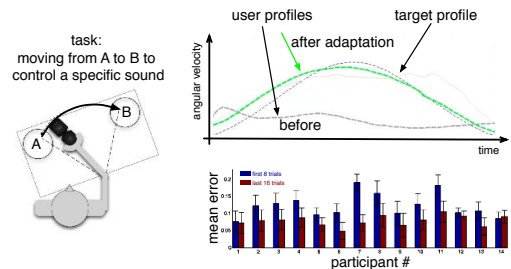 task:
moving from A to B to
control a specific sound
A
B
user profiles
target profile
after adaptation
before
angular velocity
time
first 8 trials
last 16 trials
mean error
0.2
0.15
0.1
0.05
0
1 2 3 4 5 6 7 8 9 10 11 12 13 14
participant #